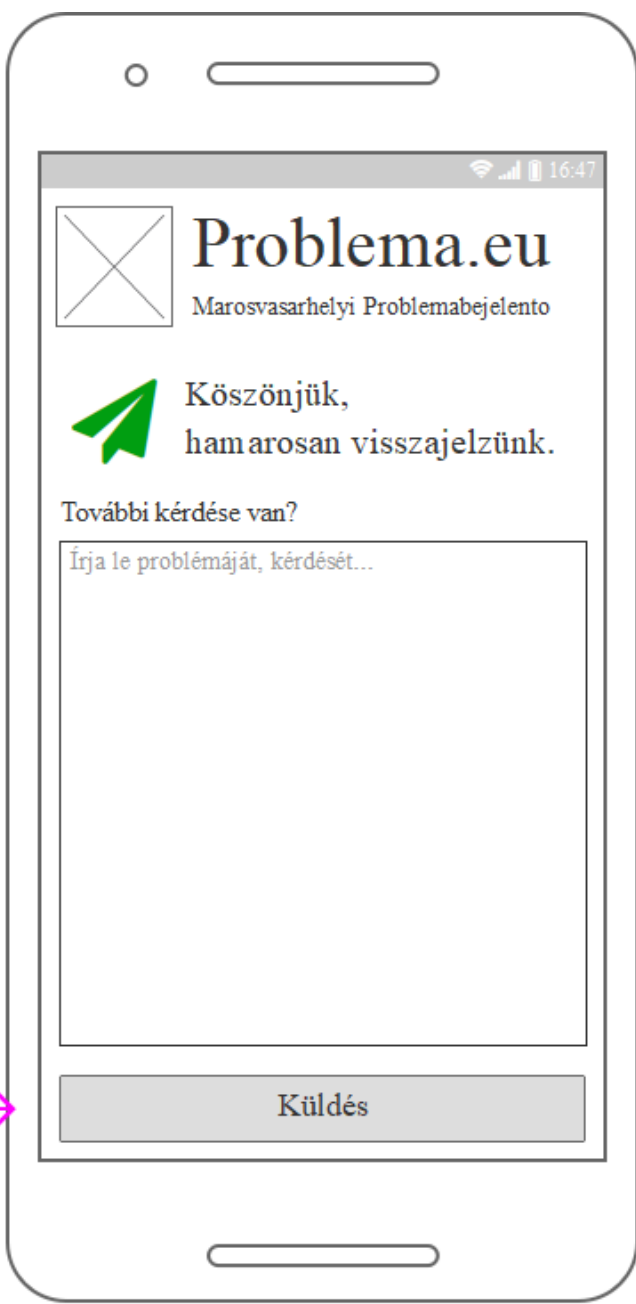 16:47
Problema.eu
Marosvasarhelyi Problemabejelento
Köszönjük,
hamarosan visszajelzünk.
További kérdése van?
Írja le problémáját, kérdését...
Küldés